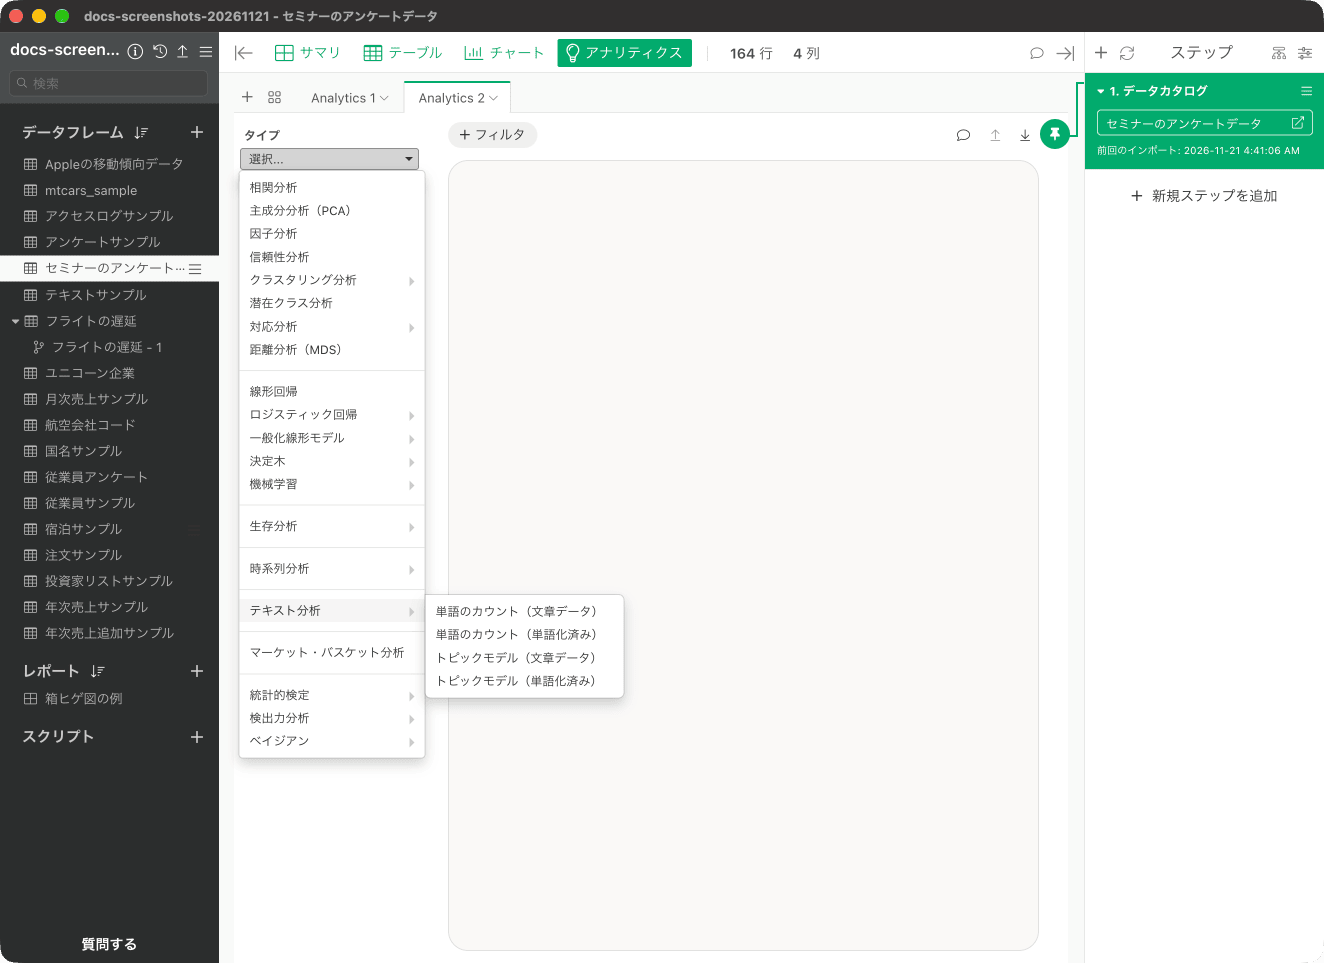 docs-screenshots-20261121 - セミナーのアンケートデータ
docs-screen...
検索
データフレーム
Appleの移動傾向データ
mtcars_sample
アクセスログサンプル
アンケートサンプル
セミナーのアンケート…
テキストサンプル
フライトの遅延
フライトの遅延 - 1
ユニコーン企業
月次売上サンプル
航空会社コード
国名サンプル
従業員アンケート
従業員サンプル
宿泊サンプル
注文サンプル
投資家リストサンプル
年次売上サンプル
年次売上追加サンプル
レポート
箱ヒゲ図の例
スクリプト
質問する
サマリ テーブル チャート アナリティクス 164 行 4 列
Analytics 1 Analytics 2
タイプ
選択...
フィルタ
相関分析
主成分分析（PCA）
因子分析
信頼性分析
クラスタリング分析
潜在クラス分析
対応分析
距離分析（MDS）
線形回帰
ロジスティック回帰
一般化線形モデル
決定木
機械学習
生存分析
時系列分析
テキスト分析
マーケット・バスケット分析
統計的検定
検出力分析
ベイジアン
単語のカウント（文章データ）
単語のカウント（単語化済み）
トピックモデル（文章データ）
トピックモデル（単語化済み）
ステップ
1. データカタログ
セミナーのアンケートデータ
前回のインポート: 2026-11-21 4:41:06 AM
新規ステップを追加